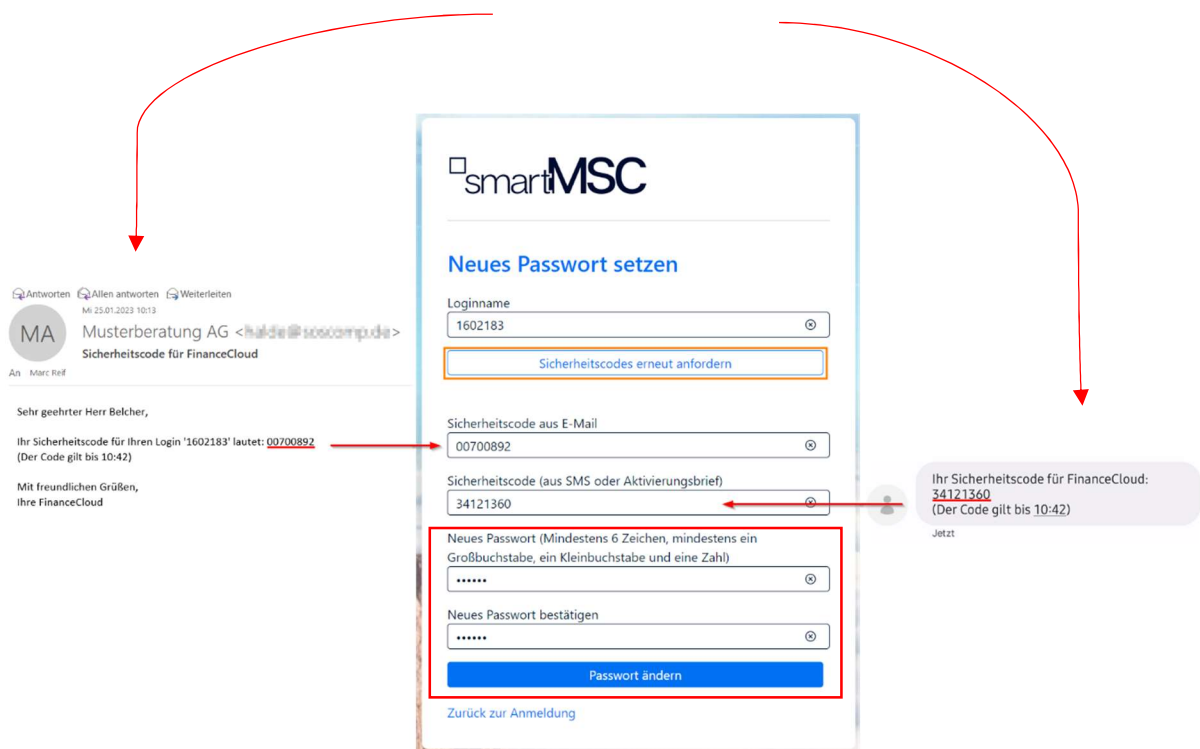 smartMSC
Neues Passwort setzen
Loginname
1602183
Sicherheitscodes erneut anfordern
Sicherheitscode aus E-Mail
00700892
Sicherheitscode (aus SMS oder Aktivierungsbrief)
34121360
Neues Passwort (Mindestens 6 Zeichen, mindestens ein
Großbuchstabe, ein Kleinbuchstabe und eine Zahl)
••••••
Neues Passwort bestätigen
••••••
Passwort ändern
Zurück zur Anmeldung
Antworten Allen antworten Weiterleiten
Mi 25.01.2023 10:13
MA
Musterberatung AG < >
Sicherheitscode für FinanceCloud
An Marc Reif
Sehr geehrter Herr Belcher,
Ihr Sicherheitscode für Ihren Login '1602183' lautet: 00700892
(Der Code gilt bis 10:42)
Mit freundlichen Grüßen,
Ihre FinanceCloud
Ihr Sicherheitscode für FinanceCloud:
34121360
(Der Code gilt bis 10:42)
Jetzt